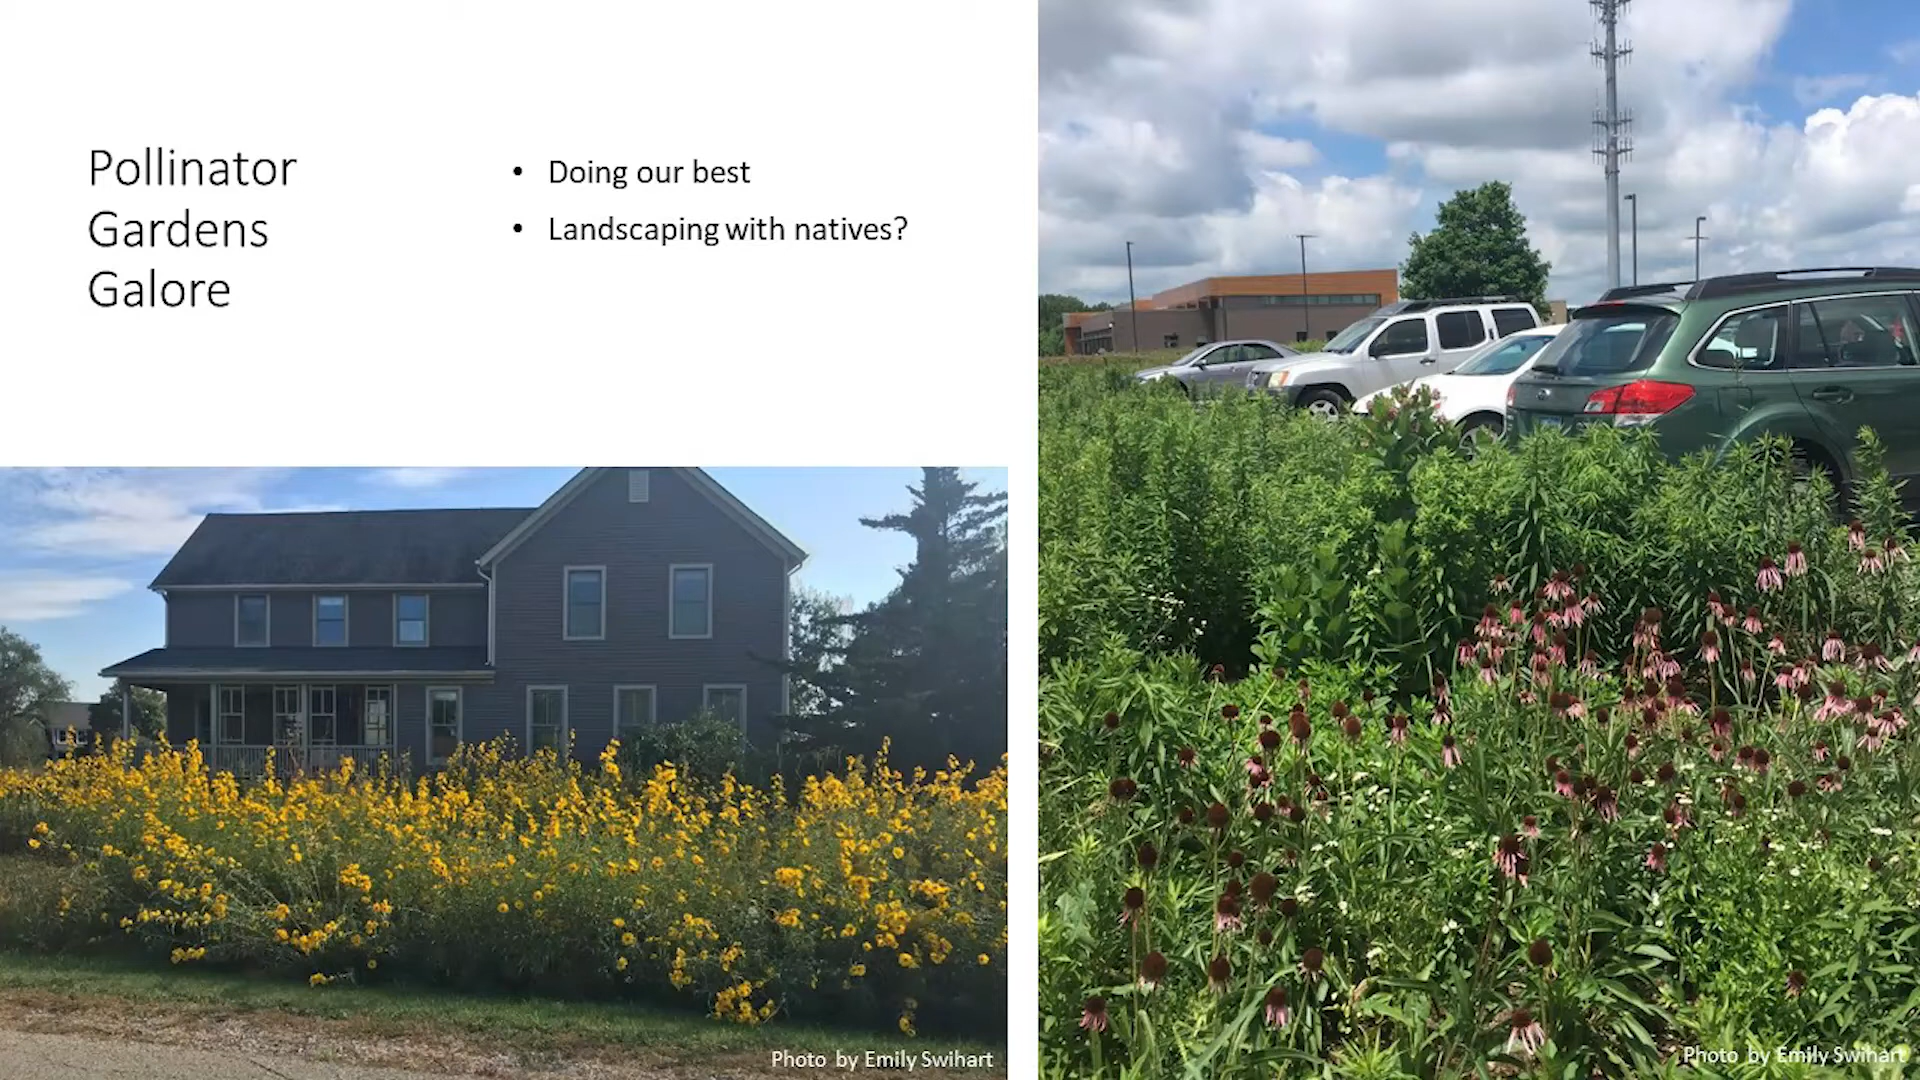 Pollinator
Gardens
Galore
• Doing our best
• Landscaping with natives?
Photo by Emily Swihart
Photo by Emily Swihart